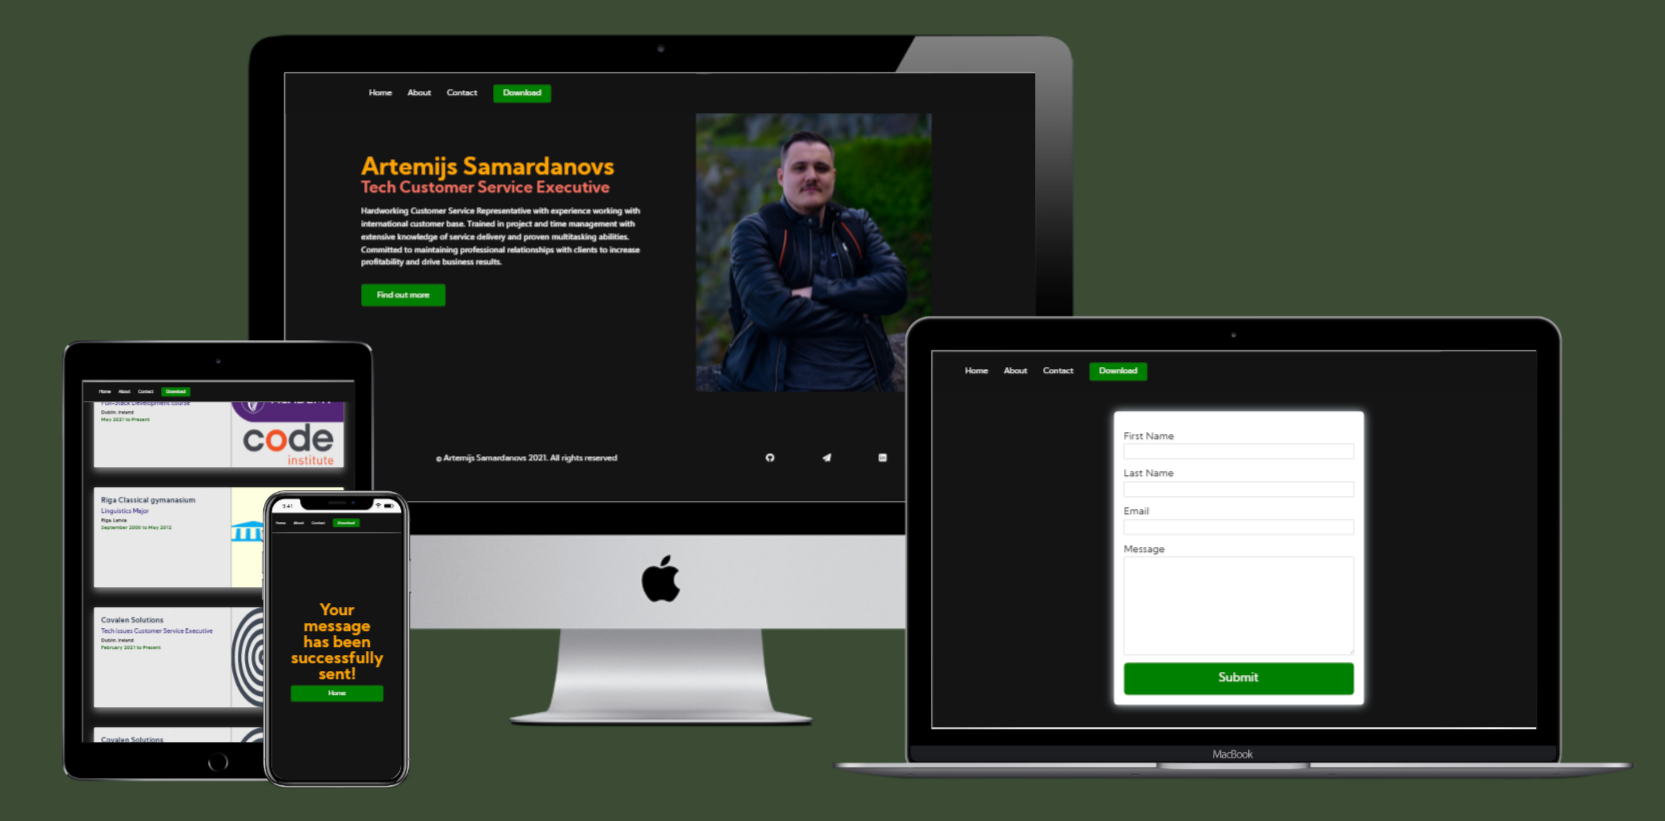 Home About Contact Download
Artemijs Samardanovs
Tech Customer Service Executive
Hardworking Customer Service Representative with experience working with
international customer base. Trained in project and time management with
extensive knowledge of service delivery and proven multitasking abilities.
Committed to maintaining professional relationships with clients to increase
profitability and drive business results.
Find out more
© Artemijs Samardanovs 2021. All rights reserved
Home About Contact Download
Full-Stack Development course
Dublin, Ireland
May 2021 to Present
code
institute
Riga Classical gymanasium
Linguistics Major
Riga, Latvia
September 2000 to May 2012
Covalen Solutions
Tech issues Customer Service Executive
Dublin, Ireland
February 2021 to Present
Covalen Solutions
3:41
Home About Contact Download
Your
message
has been
successfully
sent!
Home
Home About Contact Download
First Name
Last Name
Email
Message
Submit
MacBook